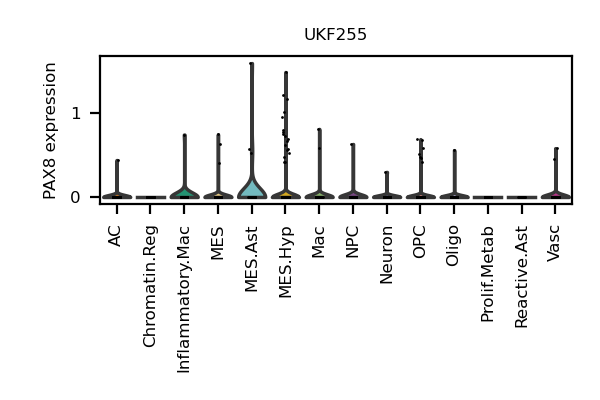 UKF255
PAX8 expression
1
0
AC
Chromatin.Reg
Inflammatory.Mac
MES
MES.Ast
MES.Hyp
Mac
NPC
Neuron
OPC
Oligo
Prolif.Metab
Reactive.Ast
Vasc